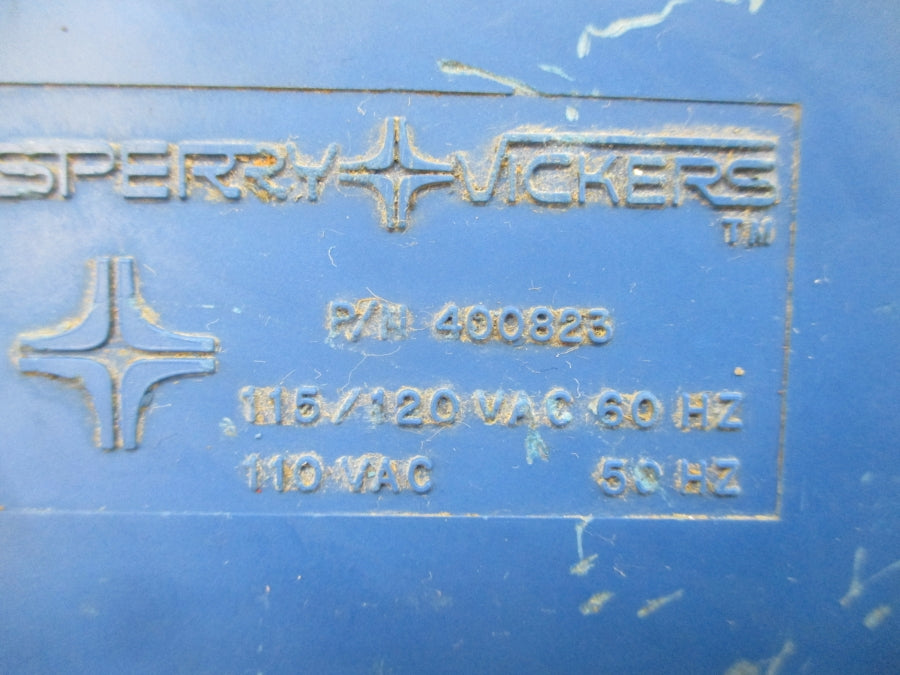 SPERRY VICKERS
TM
P/N 400823
115/120 VAC 60 HZ
110 VAC 50 HZ